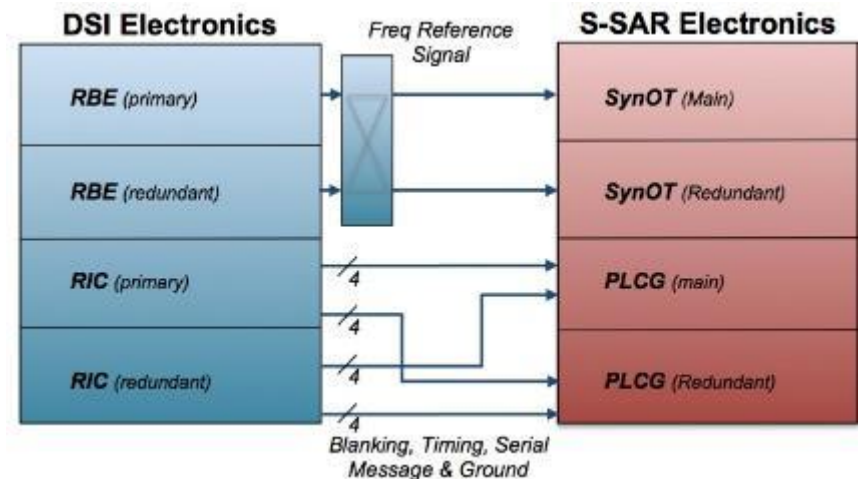 DSI Electronics
Freq Reference
Signal
S-SAR Electronics
RBE (primary)
SynOT (Main)
RBE (redundant)
SynOT (Redundant)
RIC (primary)
4
PLCG (main)
4
RIC (redundant)
4
PLCG (Redundant)
4
Blanking, Timing, Serial
Message & Ground